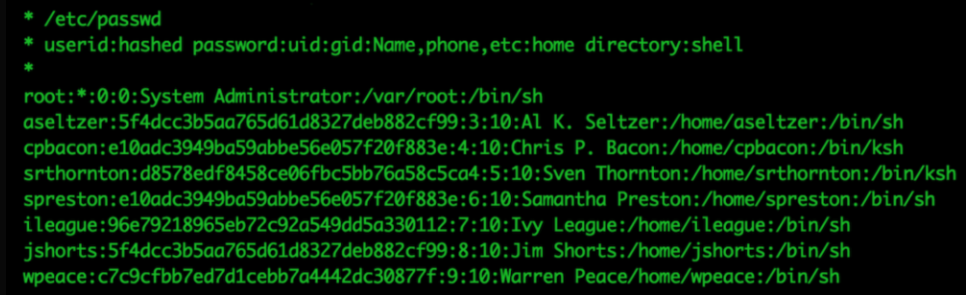 * /etc/passwd
* userid:hashed password:uid:gid:Name,phone,etc:home directory:shell
*
root:*:0:0:System Administrator:/var/root:/bin/sh
aseltzer:5f4dcc3b5aa765d61d8327deb882cf99:3:10:Al K. Seltzer:/home/aseltzer:/bin/sh
cpbacon:e10adc3949ba59abbe56e057f20f883e:4:10:Chris P. Bacon:/home/cpbacon:/bin/ksh
srthornton:d8578edf8458ce06fbc5bb76a58c5ca4:5:10:Sven Thornton:/home/srthornton:/bin/ksh
spreston:e10adc3949ba59abbe56e057f20f883e:6:10:Samantha Preston:/home/spreston:/bin/sh
ileague:96e79218965eb72c92a549dd5a330112:7:10:Ivy League:/home/ileague:/bin/sh
jshorts:5f4dcc3b5aa765d61d8327deb882cf99:8:10:Jim Shorts:/home/jshorts:/bin/sh
wpeace:c7c9cfbb7ed7d1cebb7a4442dc30877f:9:10:Warren Peace/home/wpeace:/bin/sh